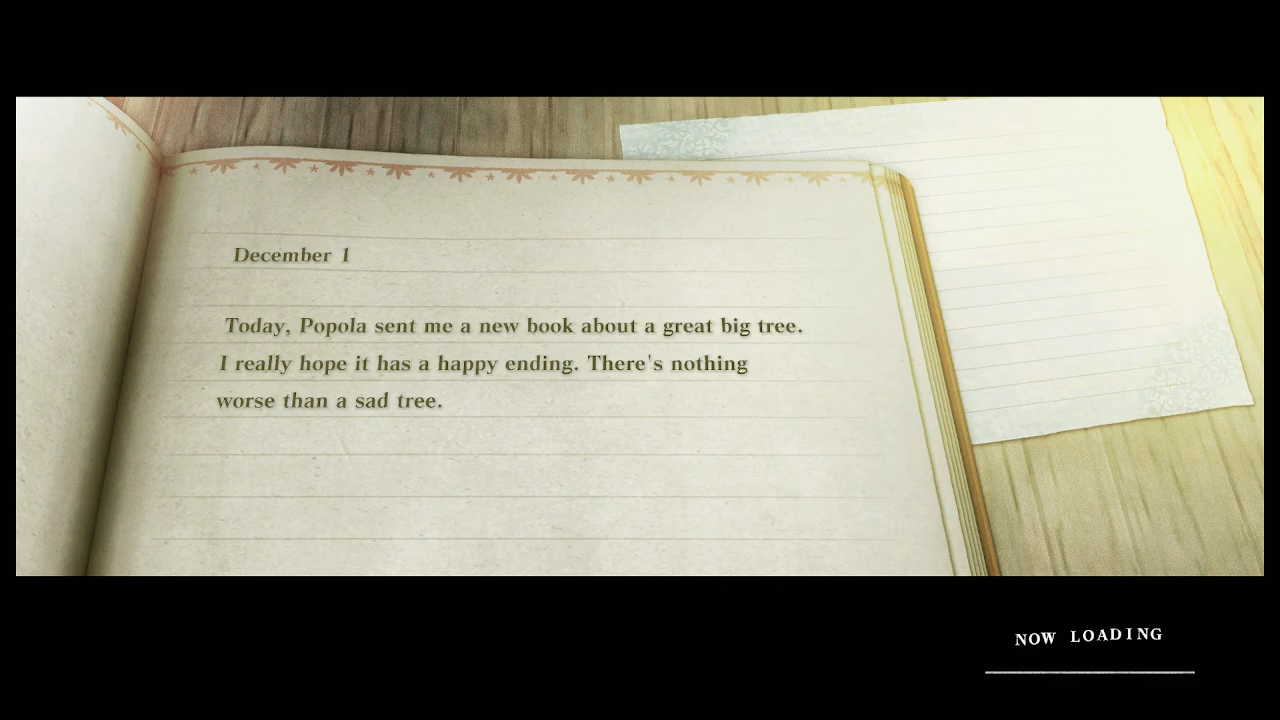 December 1
Today, Popola sent me a new book about a great big tree.
I really hope it has a happy ending. There's nothing
worse than a sad tree.
NOW LOADING